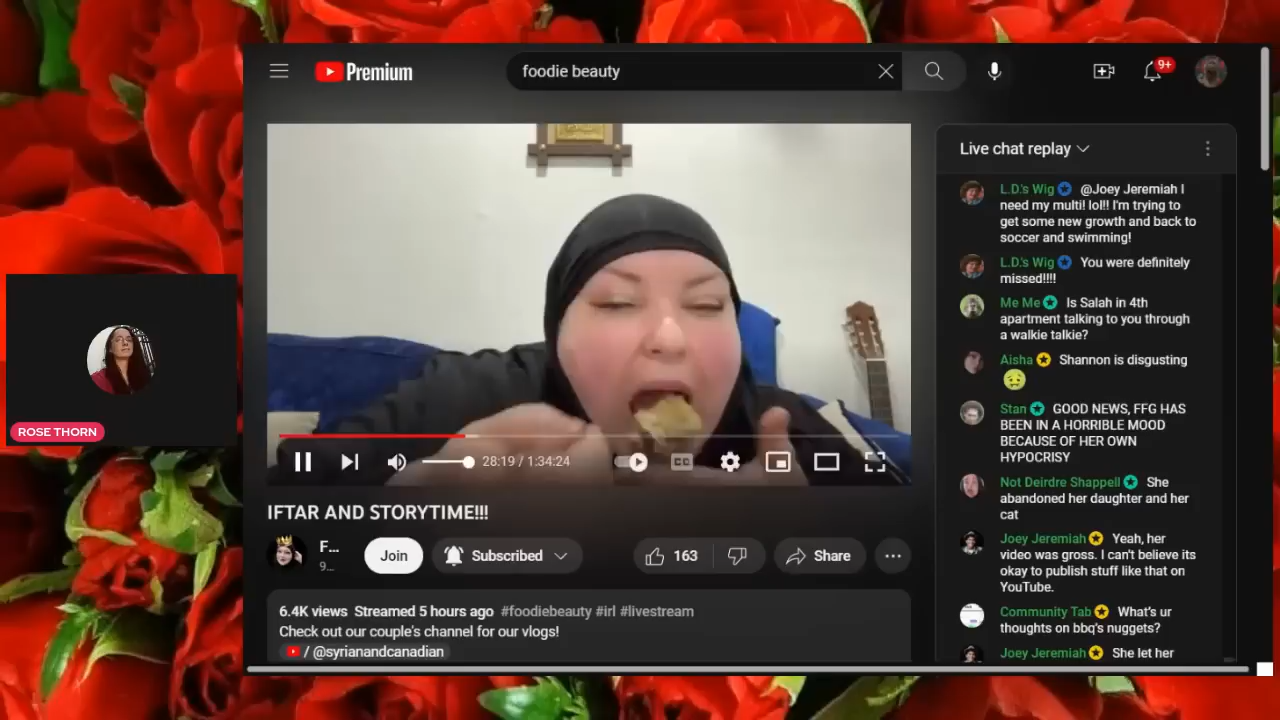 Premium
foodie beauty
9+
Live chat replay
L.D.'s Wig @Joey Jeremiah I
need my multi! lol!! I'm trying to
get some new growth and back to
soccer and swimming!
L.D.'s Wig You were definitely
missed!!!!
Me Me Is Salah in 4th
apartment talking to you through
a walkie talkie?
Aisha Shannon is disgusting
Stan GOOD NEWS, FFG HAS
BEEN IN A HORRIBLE MOOD
BECAUSE OF HER OWN
HYPOCRISY
Not Deirdre Shappell She
abandoned her daughter and her
cat
Joey Jeremiah Yeah, her
video was gross. I can't believe its
okay to publish stuff like that on
YouTube.
Community Tab What's ur
thoughts on bbq's nuggets?
Joey Jeremiah She let her
ROSE THORN
28:19 / 1:34:24
CC
IFTAR AND STORYTIME!!!
F...
9...
Join
Subscribed
163
Share
6.4K views Streamed 5 hours ago #foodiebeauty #irl #livestream
Check out our couple's channel for our vlogs!
/ @syrianandcanadian